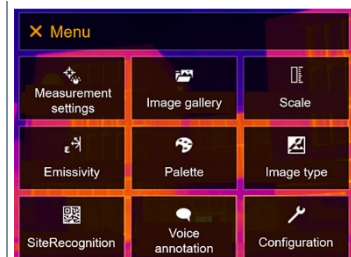 Menu
Measurement
settings
Image gallery
Scale
ε
Emissivity
Palette
Image type
SiteRecognition
Voice
annotation
Configuration